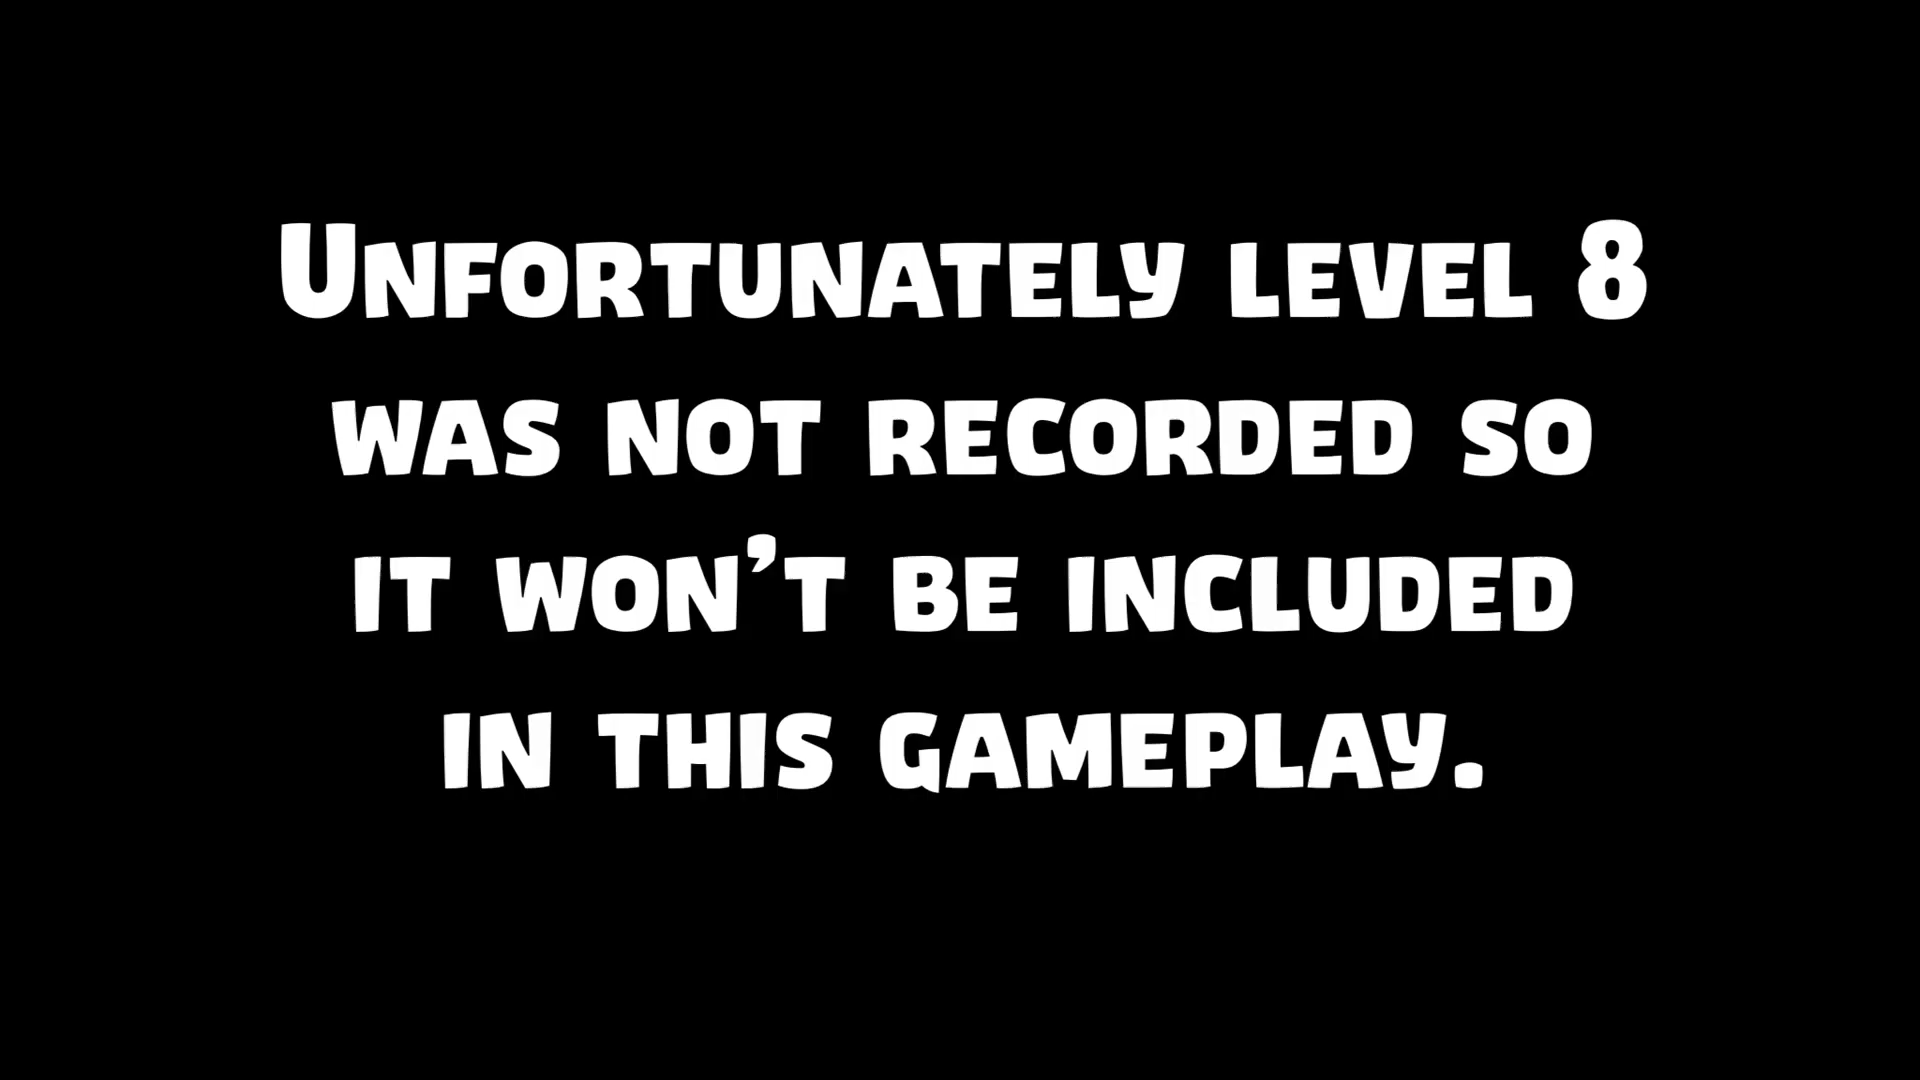 Unfortunately level 8
was not recorded so
it won’t be included
in this gameplay.